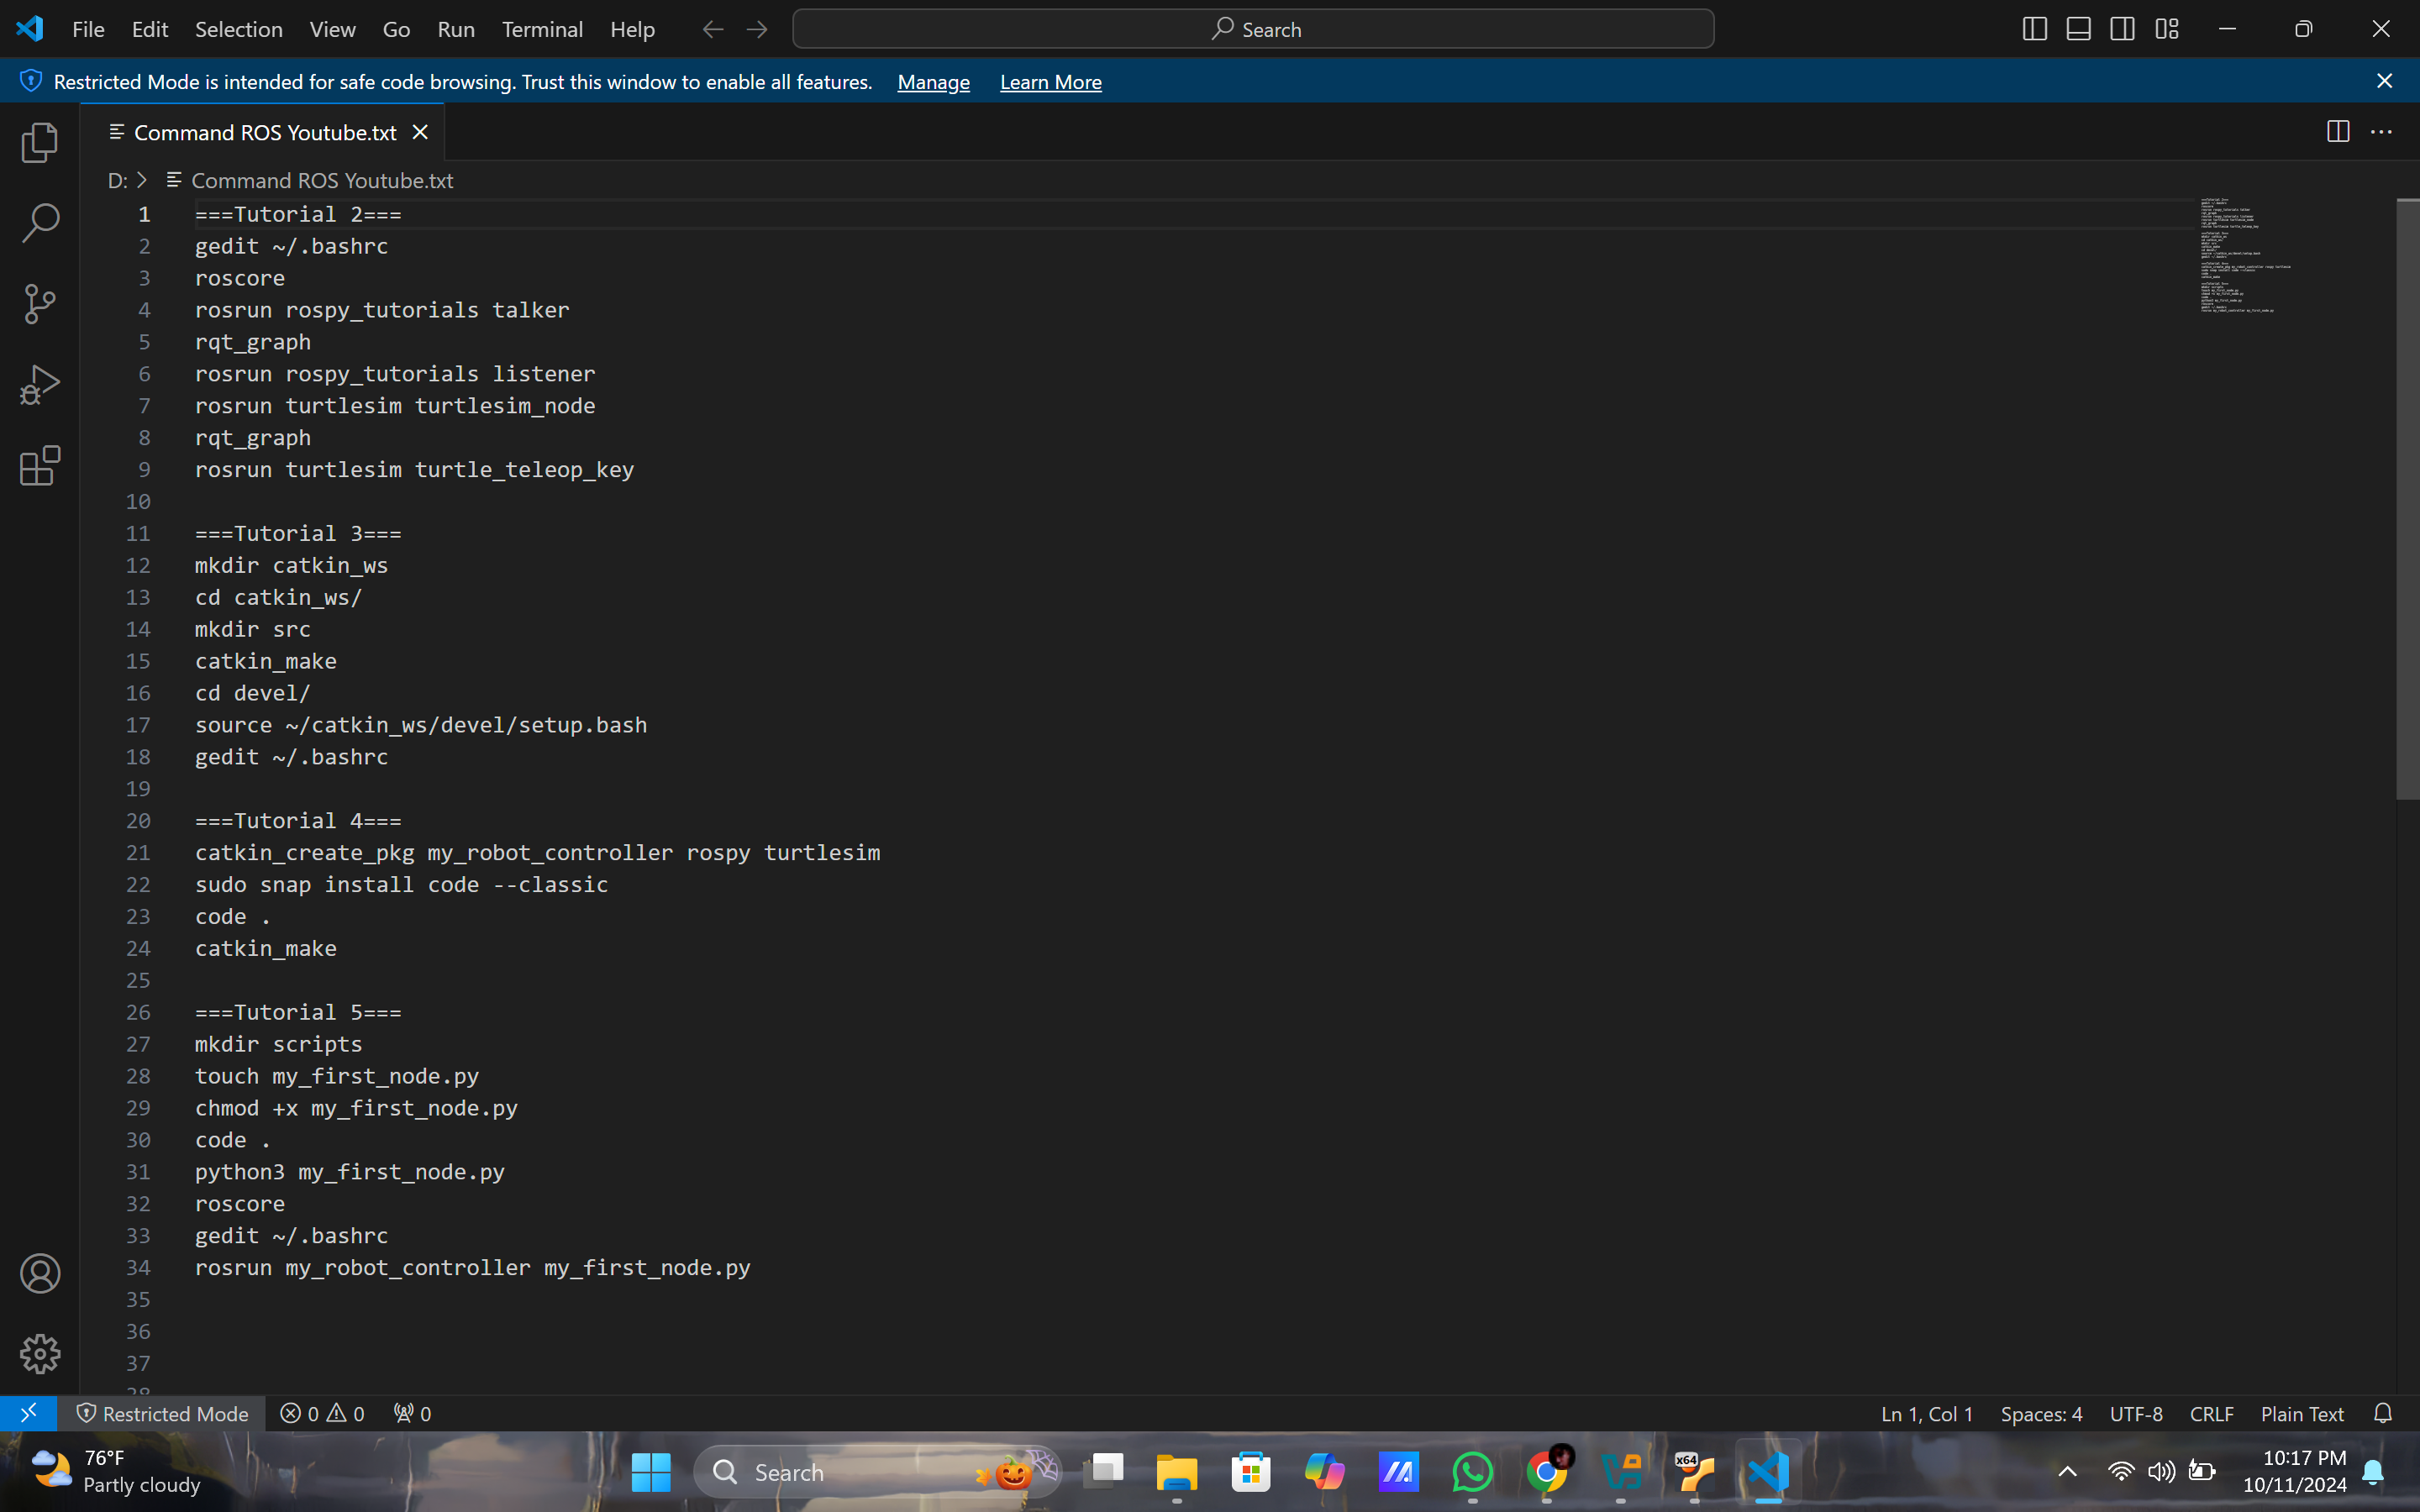 File Edit Selection View Go Run Terminal Help Search
Restricted Mode is intended for safe code browsing. Trust this window to enable all features. Manage Learn More
Command ROS Youtube.txt
D: > Command ROS Youtube.txt
1 ===Tutorial 2===
2 gedit ~/.bashrc
3 roscore
4 rosrun rospy_tutorials talker
5 rqt_graph
6 rosrun rospy_tutorials listener
7 rosrun turtlesim turtlesim_node
8 rqt_graph
9 rosrun turtlesim turtle_teleop_key
10
11 ===Tutorial 3===
12 mkdir catkin_ws
13 cd catkin_ws/
14 mkdir src
15 catkin_make
16 cd devel/
17 source ~/catkin_ws/devel/setup.bash
18 gedit ~/.bashrc
19
20 ===Tutorial 4===
21 catkin_create_pkg my_robot_controller rospy turtlesim
22 sudo snap install code --classic
23 code .
24 catkin_make
25
26 ===Tutorial 5===
27 mkdir scripts
28 touch my_first_node.py
29 chmod +x my_first_node.py
30 code .
31 python3 my_first_node.py
32 roscore
33 gedit ~/.bashrc
34 rosrun my_robot_controller my_first_node.py
35
36
37
38
Restricted Mode 0 0 0 Ln 1, Col 1 Spaces: 4 UTF-8 CRLF Plain Text
76°F
Partly cloudy
Search
x64
10:17 PM
10/11/2024